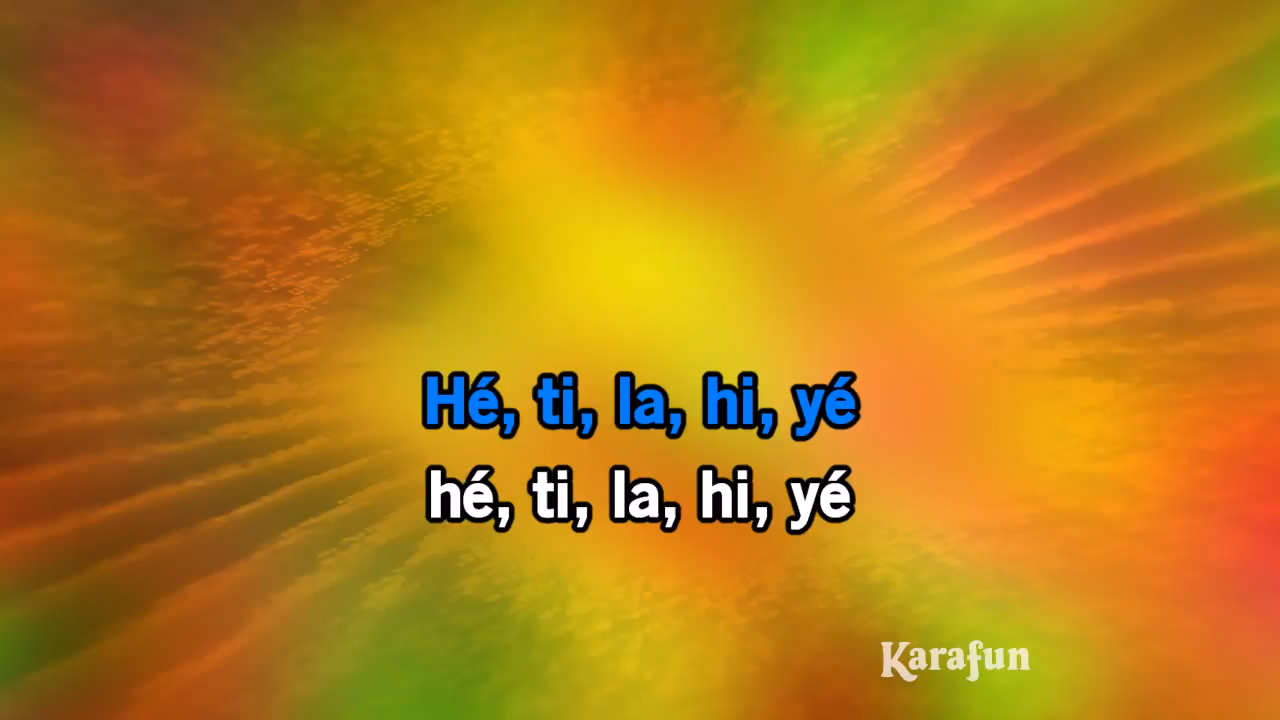 Hé, ti, la, hi, yé
hé, ti, la, hi, yé
Karafun